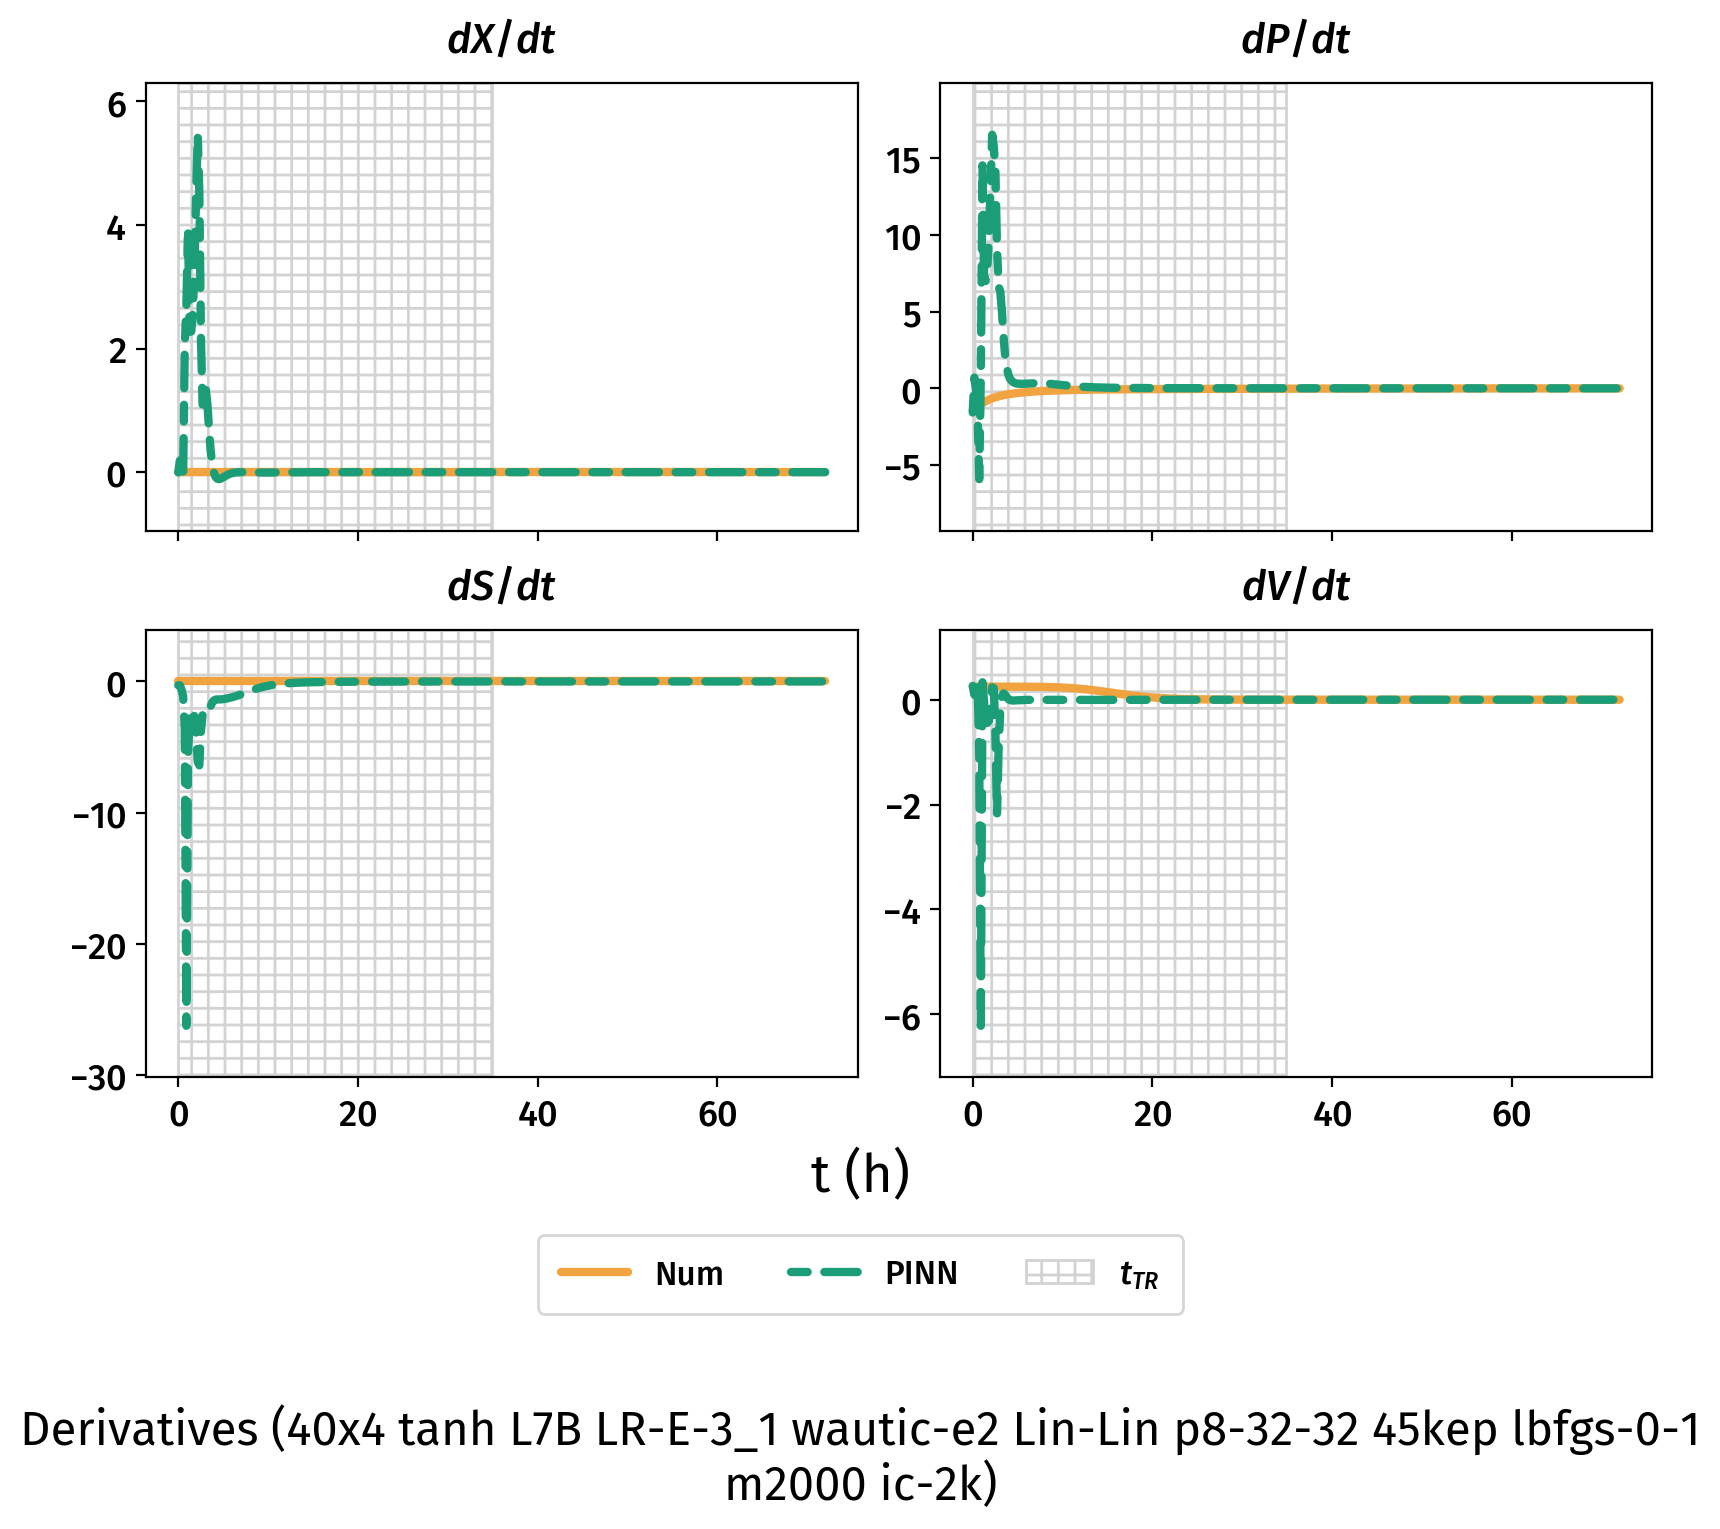 dX/dt
dP/dt
6
4
2
0
15
10
5
0
−5
dS/dt
dV/dt
0
−10
−20
−30
0
−2
−4
−6
0 20 40 60
0 20 40 60
t (h)
Num PINN tTR
Derivatives (40x4 tanh L7B LR-E-3_1 wautic-e2 Lin-Lin p8-32-32 45kep lbfgs-0-1
m2000 ic-2k)